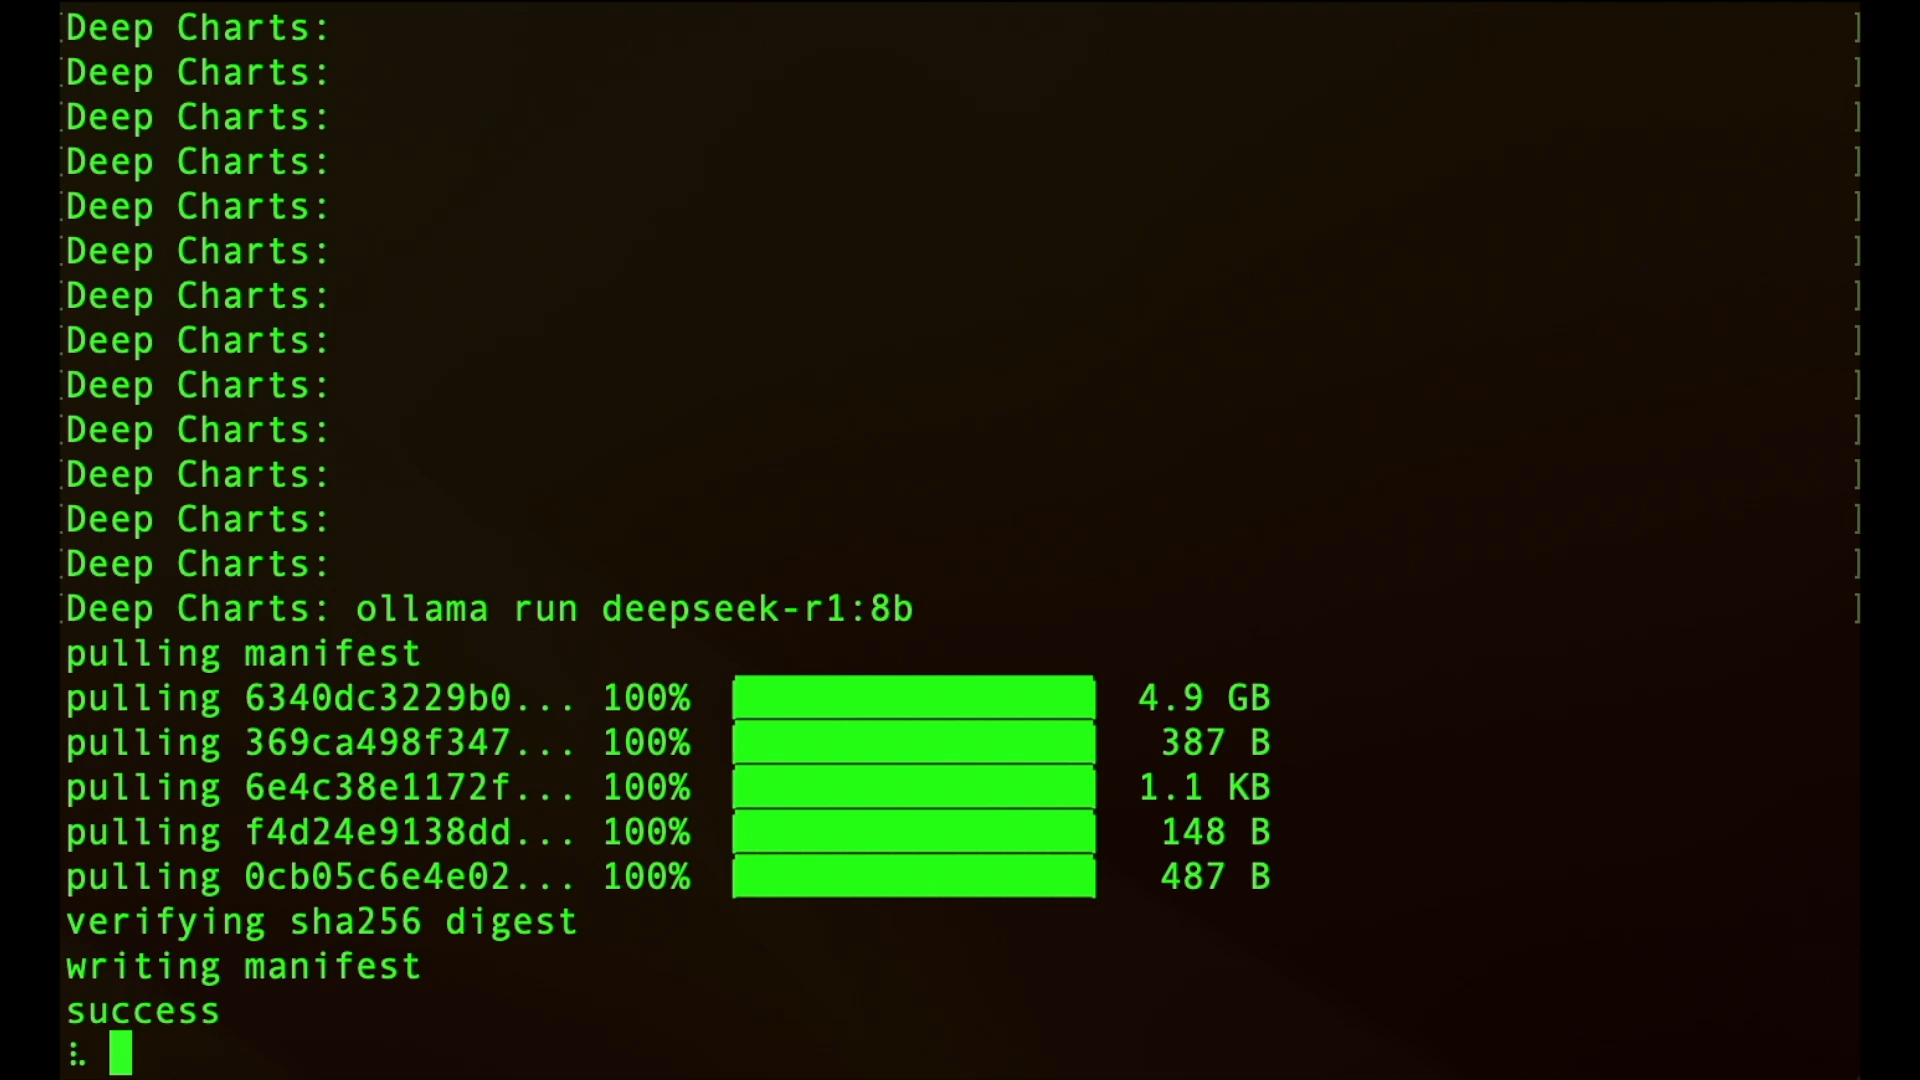 Deep Charts:
Deep Charts:
Deep Charts:
Deep Charts:
Deep Charts:
Deep Charts:
Deep Charts:
Deep Charts:
Deep Charts:
Deep Charts:
Deep Charts:
Deep Charts:
Deep Charts:
Deep Charts: ollama run deepseek-r1:8b
pulling manifest
pulling 6340dc3229b0... 100% 4.9 GB
pulling 369ca498f347... 100% 387 B
pulling 6e4c38e1172f... 100% 1.1 KB
pulling f4d24e9138dd... 100% 148 B
pulling 0cb05c6e4e02... 100% 487 B
verifying sha256 digest
writing manifest
success